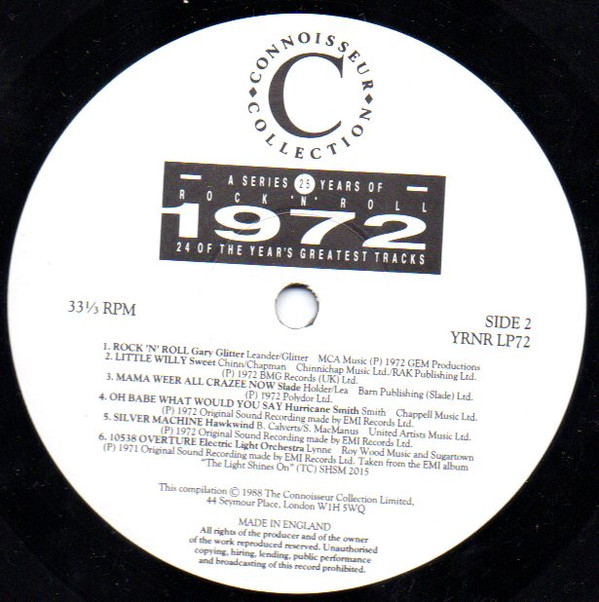 CONNOISSEUR
C
COLLECTION
A SERIES 25 YEARS OF
ROCK 'N' ROLL
1972
24 OF THE YEAR'S GREATEST TRACKS
33⅓ RPM
SIDE 2
YRNR LP72
1. ROCK 'N' ROLL Gary Glitter Leander/Glitter MCA Music (P) 1972 GEM Productions
2. LITTLE WILLY Sweet Chinn/Chapman Chinnichap Music Ltd./RAK Publishing Ltd.
(P) 1972 BMG Records (UK) Ltd.
3. MAMA WEER ALL CRAZEE NOW Slade Holder/Lea Barn Publishing (Slade) Ltd.
(P) 1972 Polydor Ltd.
4. OH BABE WHAT WOULD YOU SAY Hurricane Smith Smith Chappell Music Ltd.
(P) 1972 Original Sound Recording made by EMI Records Ltd.
5. SILVER MACHINE Hawkwind B. Calverts/S. MacManus United Artists Music Ltd.
(P) 1972 Original Sound Recording made by EMI Records Ltd.
6. 10538 OVERTURE Electric Light Orchestra Lynne Roy Wood Music and Sugartown
(P) 1971 Original Sound Recording made by EMI Records Ltd. Taken from the EMI album
"The Light Shines On" (TC) SHSM 2015
This compilation © 1988 The Connoisseur Collection Limited,
44 Seymour Place, London W1H 5WQ
MADE IN ENGLAND
All rights of the producer and of the owner
of the work reproduced reserved. Unauthorised
copying, hiring, lending, public performance
and broadcasting of this record prohibited.